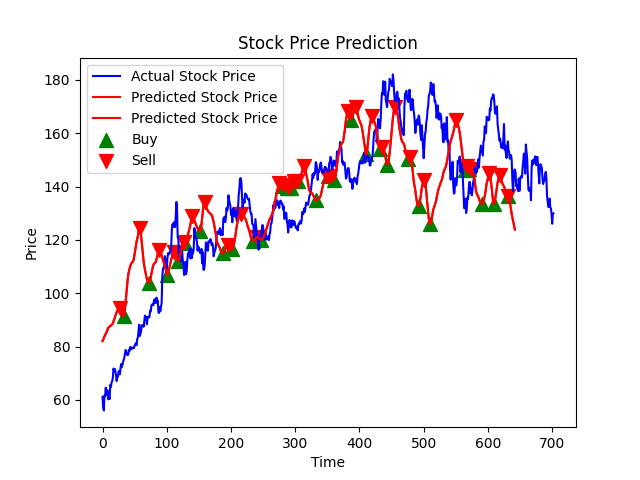 Stock Price Prediction
Actual Stock Price
Predicted Stock Price
Predicted Stock Price
Buy
Sell
180
160
140
120
100
80
60
Price
0 100 200 300 400 500 600 700
Time